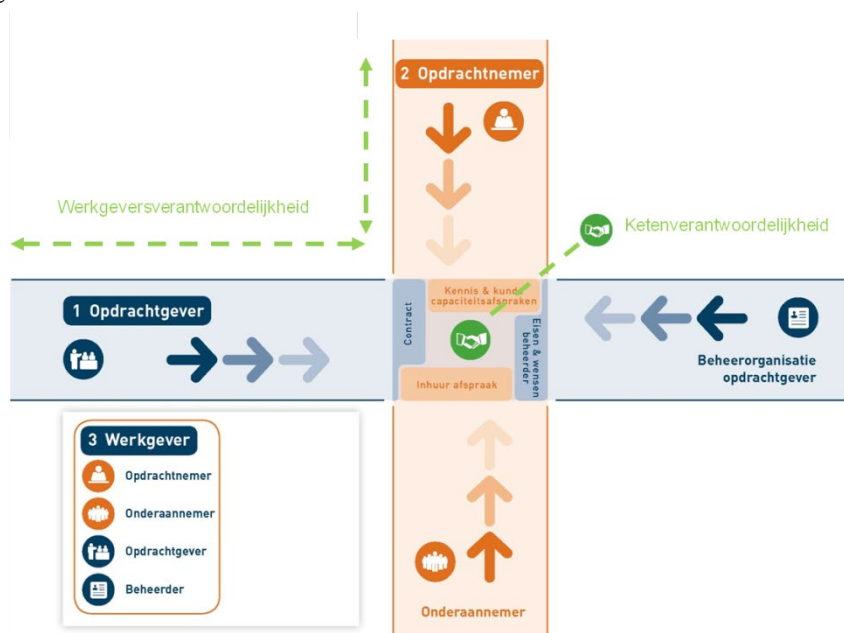 2 Opdrachtnemer
Werkgeversverantwoordelijkheid
Ketenverantwoordelijkheid
1 Opdrachtgever
Contract
Kennis & kunde
capaciteitsafspraken
Eisen & wensen
beheerder
Inhuur afspraak
Beheerorganisatie
opdrachtgever
3 Werkgever
Opdrachtnemer
Onderaannemer
Opdrachtgever
Beheerder
Onderaannemer